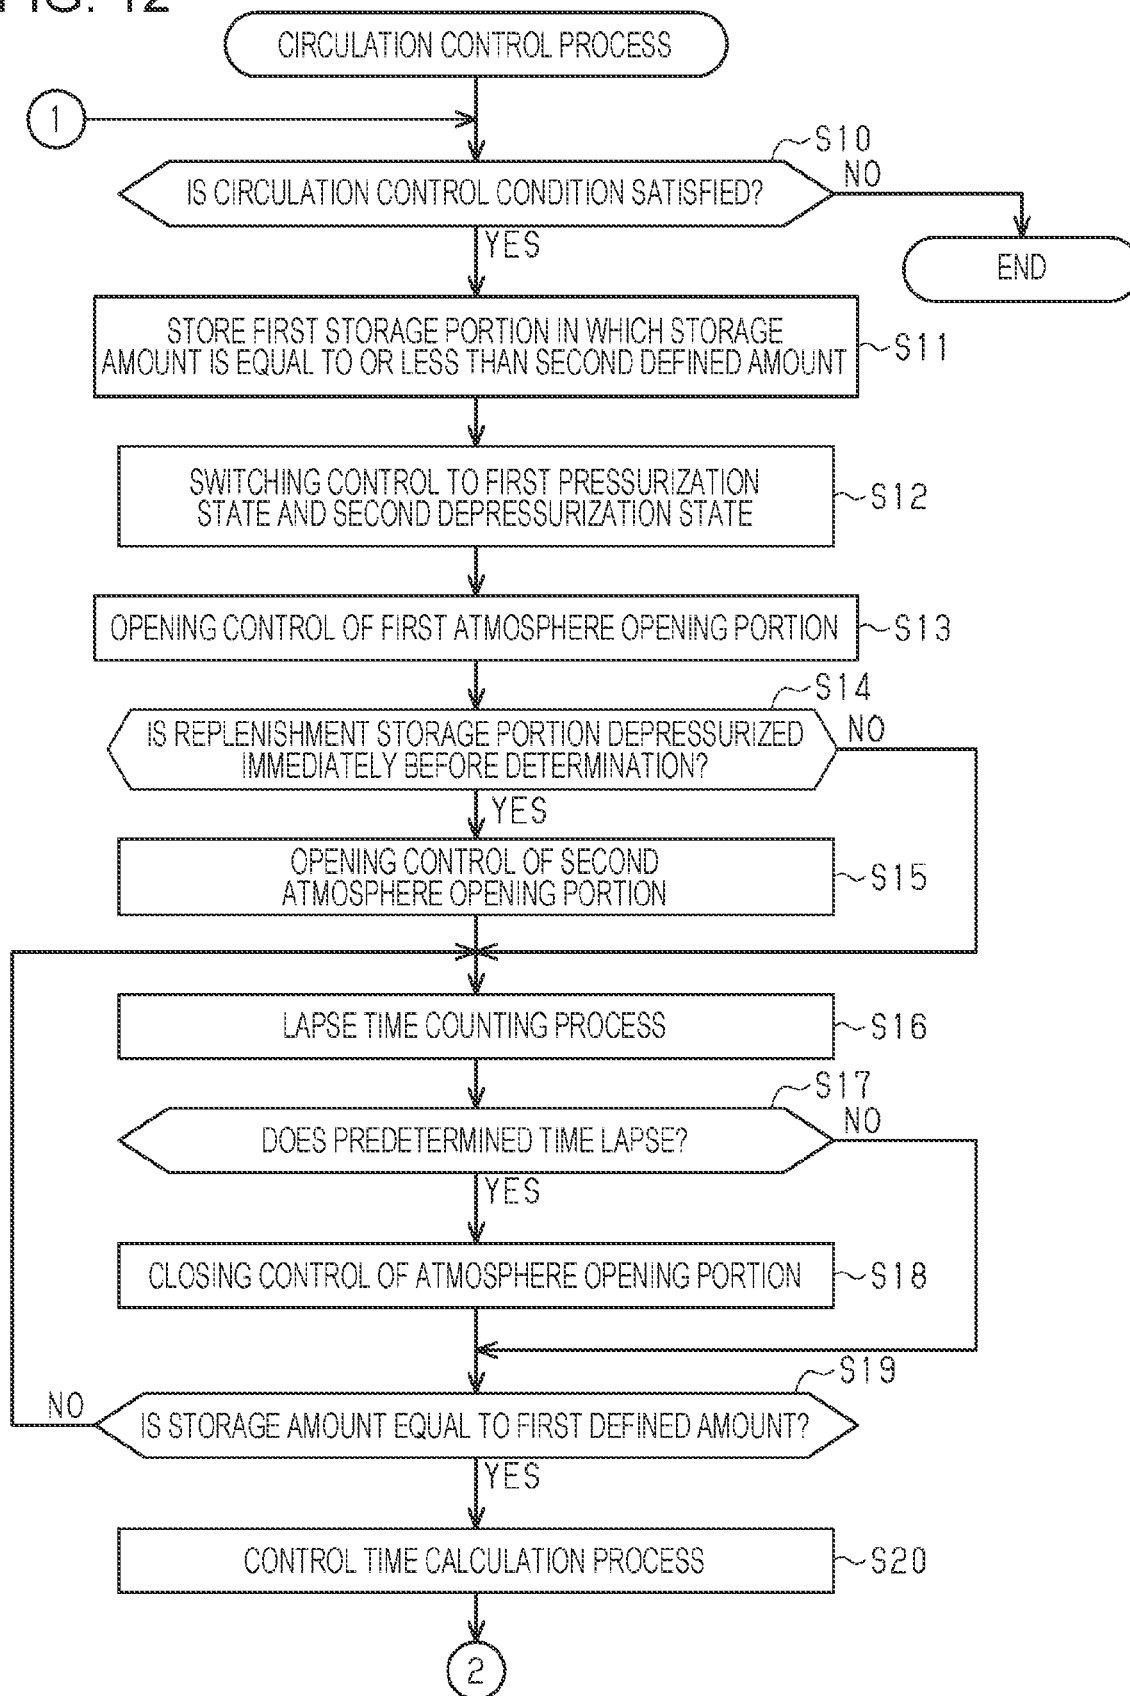 FIG. 12
CIRCULATION CONTROL PROCESS
1
S10
IS CIRCULATION CONTROL CONDITION SATISFIED?
NO
YES
END
STORE FIRST STORAGE PORTION IN WHICH STORAGE
AMOUNT IS EQUAL TO OR LESS THAN SECOND DEFINED AMOUNT
S11
SWITCHING CONTROL TO FIRST PRESSURIZATION
STATE AND SECOND DEPRESSURIZATION STATE
S12
OPENING CONTROL OF FIRST ATMOSPHERE OPENING PORTION
S13
S14
IS REPLENISHMENT STORAGE PORTION DEPRESSURIZED
IMMEDIATELY BEFORE DETERMINATION?
NO
YES
OPENING CONTROL OF SECOND
ATMOSPHERE OPENING PORTION
S15
LAPSE TIME COUNTING PROCESS
S16
S17
DOES PREDETERMINED TIME LAPSE?
NO
YES
CLOSING CONTROL OF ATMOSPHERE OPENING PORTION
S18
S19
NO
IS STORAGE AMOUNT EQUAL TO FIRST DEFINED AMOUNT?
YES
CONTROL TIME CALCULATION PROCESS
S20
2